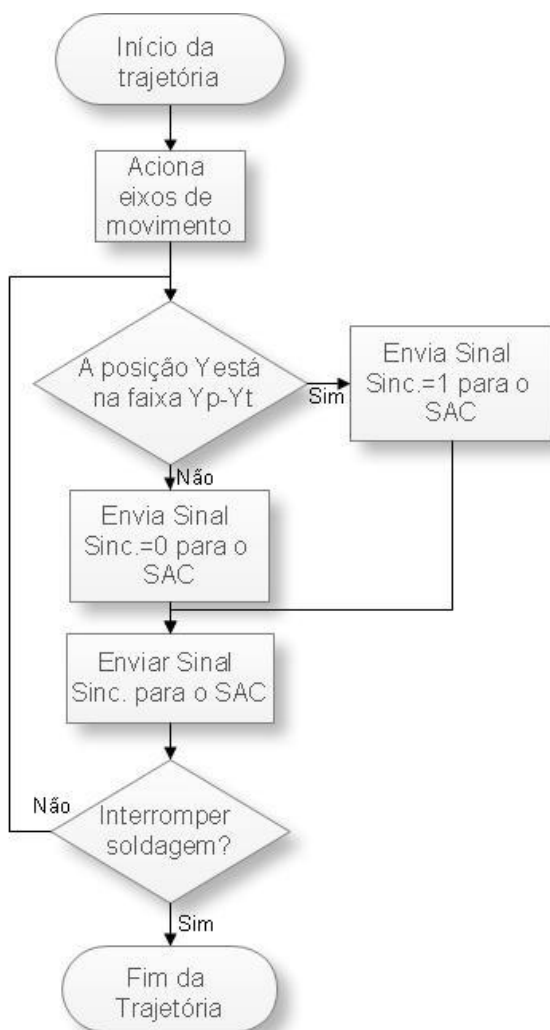 Início da
trajetória
Aciona
eixos de
movimento
A posição Y está
na faixa Yp-Yt
Sim
Envia Sinal
Sinc.=1 para o
SAC
Não
Envia Sinal
Sinc.=0 para o
SAC
Enviar Sinal
Sinc. para o SAC
Não
Interromper
soldagem?
Sim
Fim da
Trajetória